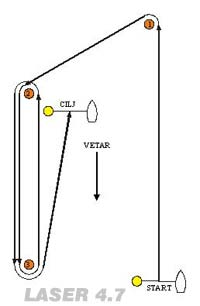 1
2
CILJ
VETAR
3
START
LASER 4.7